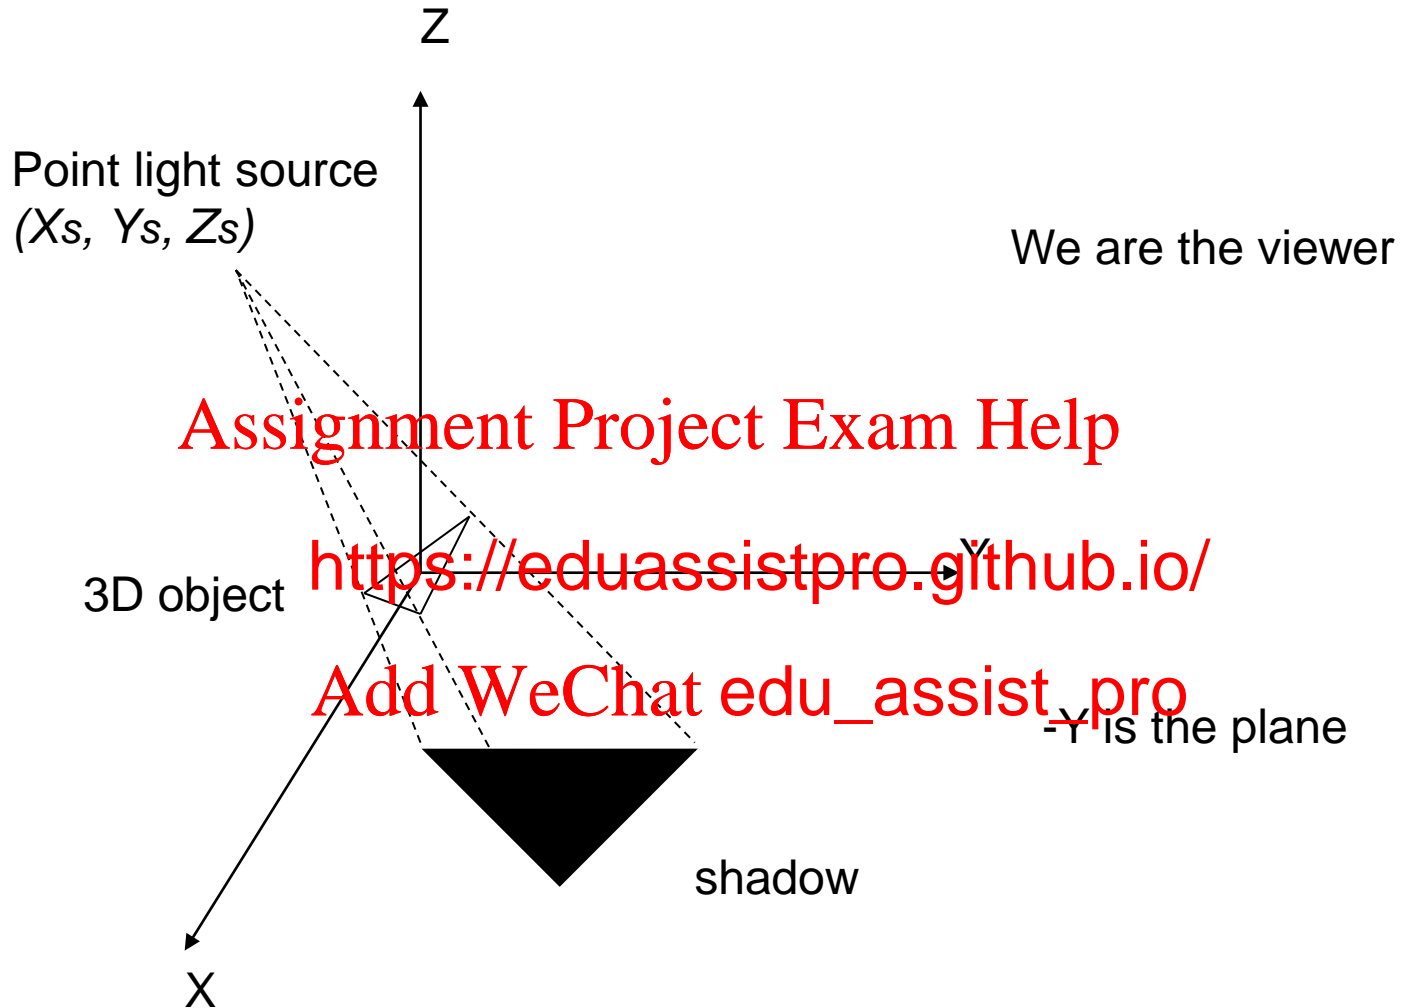 Z
Point light source
(Xs, Ys, Zs)
We are the viewer
Assignment Project Exam Help
Y
https://eduassistpro.github.io/
3D object
Add WeChat edu_assist_pro
-Y is the plane
shadow
X